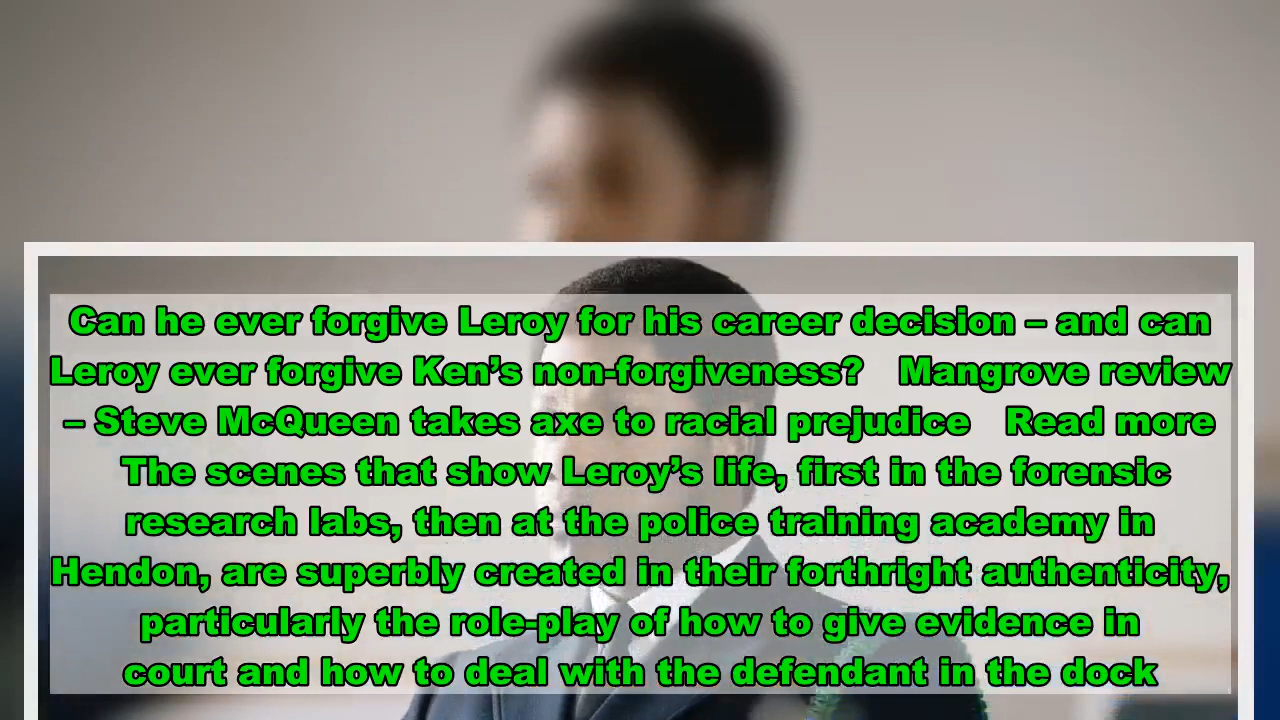 Can he ever forgive Leroy for his career decision – and can
Leroy ever forgive Ken’s non-forgiveness?   Mangrove review
– Steve McQueen takes axe to racial prejudice   Read more
The scenes that show Leroy’s life, first in the forensic
research labs, then at the police training academy in
Hendon, are superbly created in their forthright authenticity,
particularly the role-play of how to give evidence in
court and how to deal with the defendant in the dock